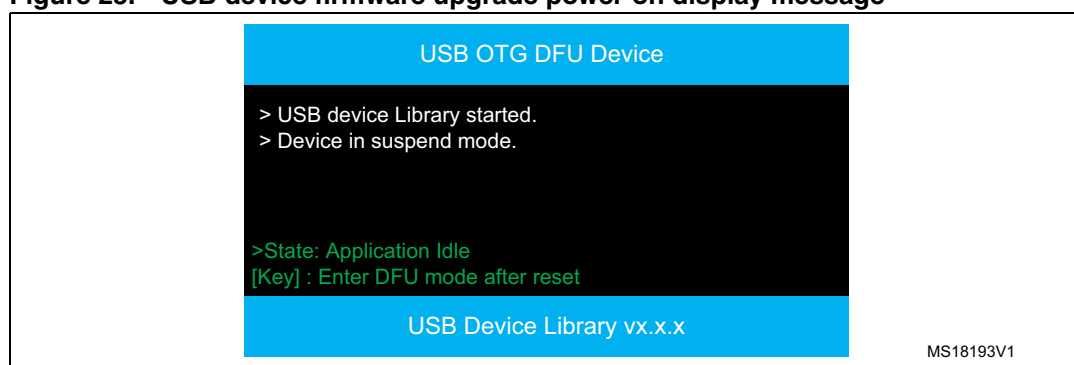 USB OTG DFU Device
> USB device Library started.
> Device in suspend mode.
>State: Application Idle
[Key] : Enter DFU mode after reset
USB Device Library vx.x.x
MS18193V1